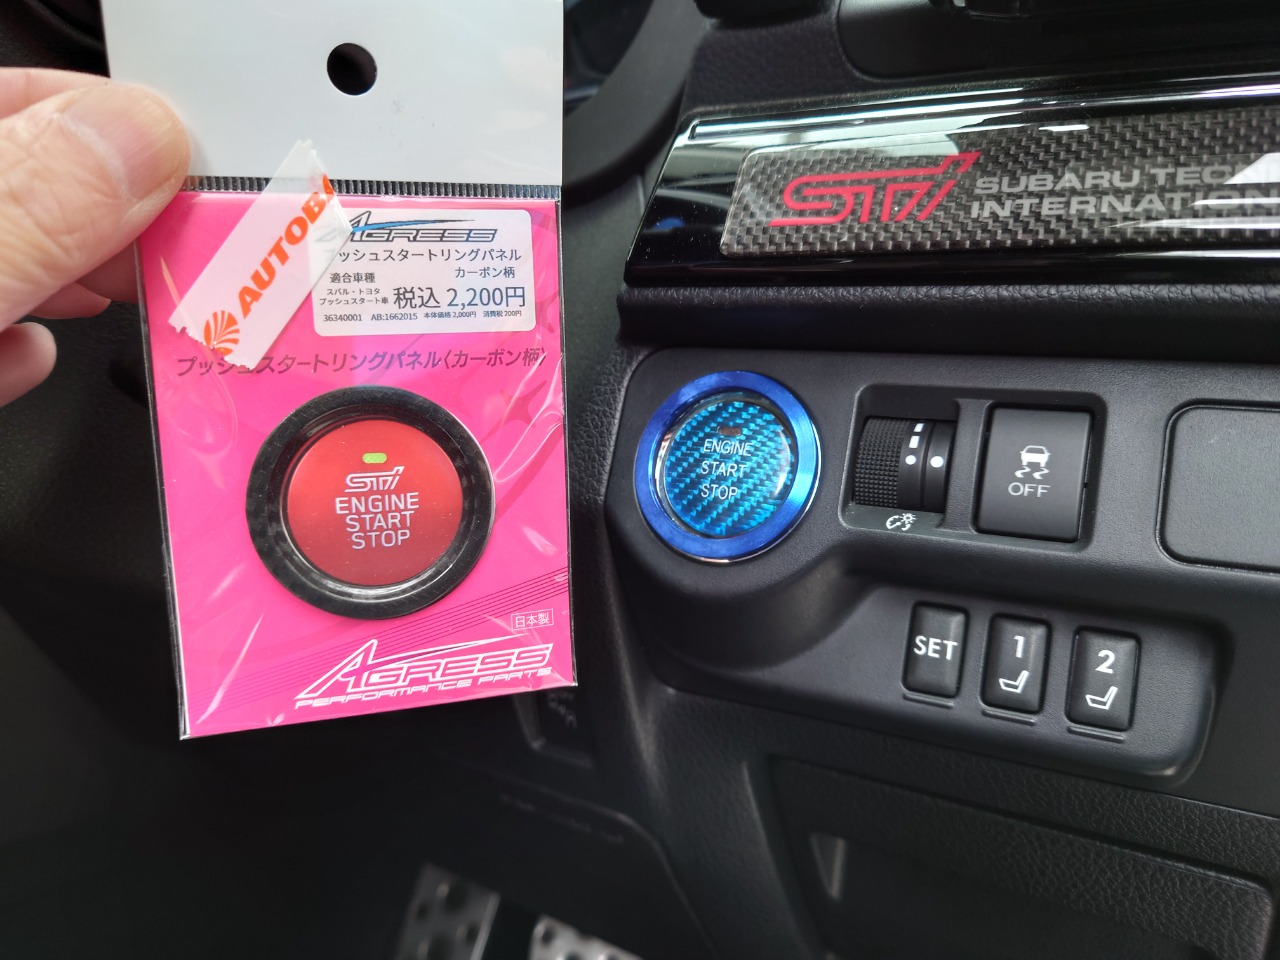 AUTOB
AGRESS
ッシュスタートリングパネル
カーボン柄
適合車種
スバル・トヨタ
プッシュスタート車
税込 2,200円
36340001 AB:1662015 本体価格 2,000円 消費税 200円
プッシュスタートリングパネル〈カーボン柄〉
STI
ENGINE
START
STOP
日本製
AGRESS
PERFORMANCE PARTS
STI
SUBARU TECN
INTERNATION
ENGINE
START
STOP
OFF
SET
1
2